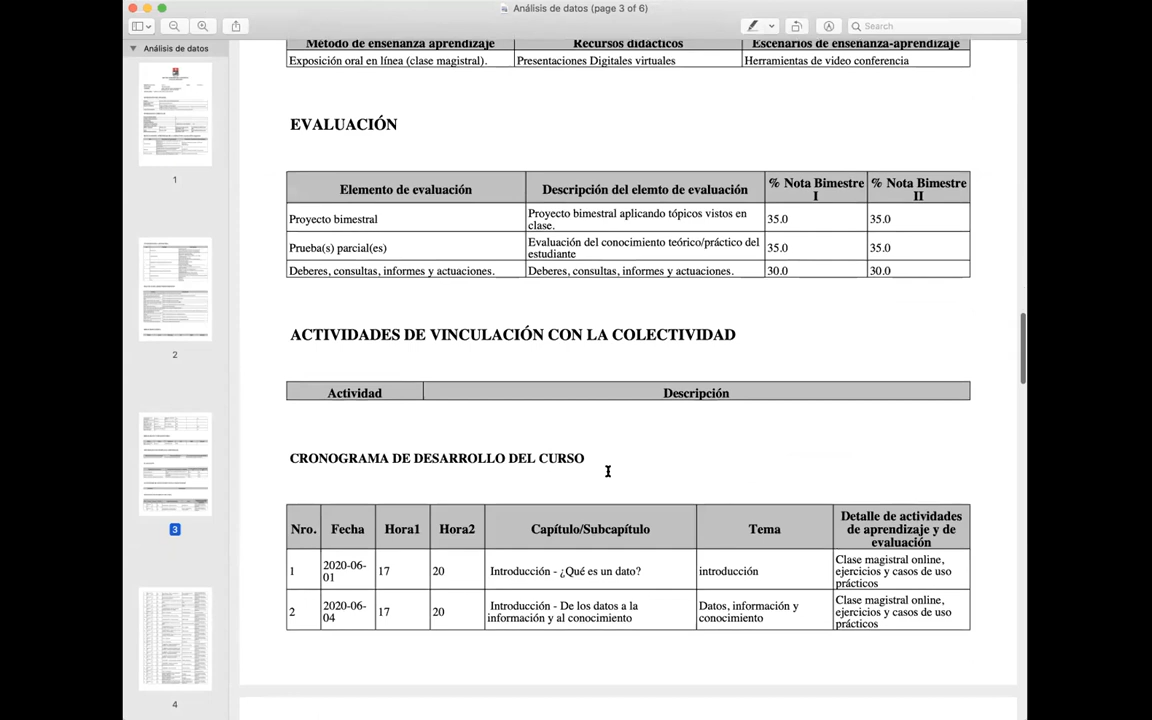 Análisis de datos (page 3 of 6)
Search
Análisis de datos
1
2
3
4
Método de enseñanza aprendizaje Recursos didácticos Escenarios de enseñanza-aprendizaje
Exposición oral en línea (clase magistral). Presentaciones Digitales virtuales Herramientas de video conferencia
EVALUACIÓN
Elemento de evaluación Descripción del elemto de evaluación % Nota Bimestre I % Nota Bimestre II
Proyecto bimestral Proyecto bimestral aplicando tópicos vistos en clase. 35.0 35.0
Prueba(s) parcial(es) Evaluación del conocimiento teórico/práctico del estudiante 35.0 35.0
Deberes, consultas, informes y actuaciones. Deberes, consultas, informes y actuaciones. 30.0 30.0
ACTIVIDADES DE VINCULACIÓN CON LA COLECTIVIDAD
Actividad Descripción
CRONOGRAMA DE DESARROLLO DEL CURSO
Nro. Fecha Hora1 Hora2 Capítulo/Subcapítulo Tema Detalle de actividades de aprendizaje y de evaluación
1 2020-06-01 17 20 Introducción - ¿Qué es un dato? introducción Clase magistral online, ejercicios y casos de uso prácticos
2 2020-06-04 17 20 Introducción - De los datos a la información y al conocimiento Datos, información y conocimiento Clase magistral online, ejercicios y casos de uso prácticos